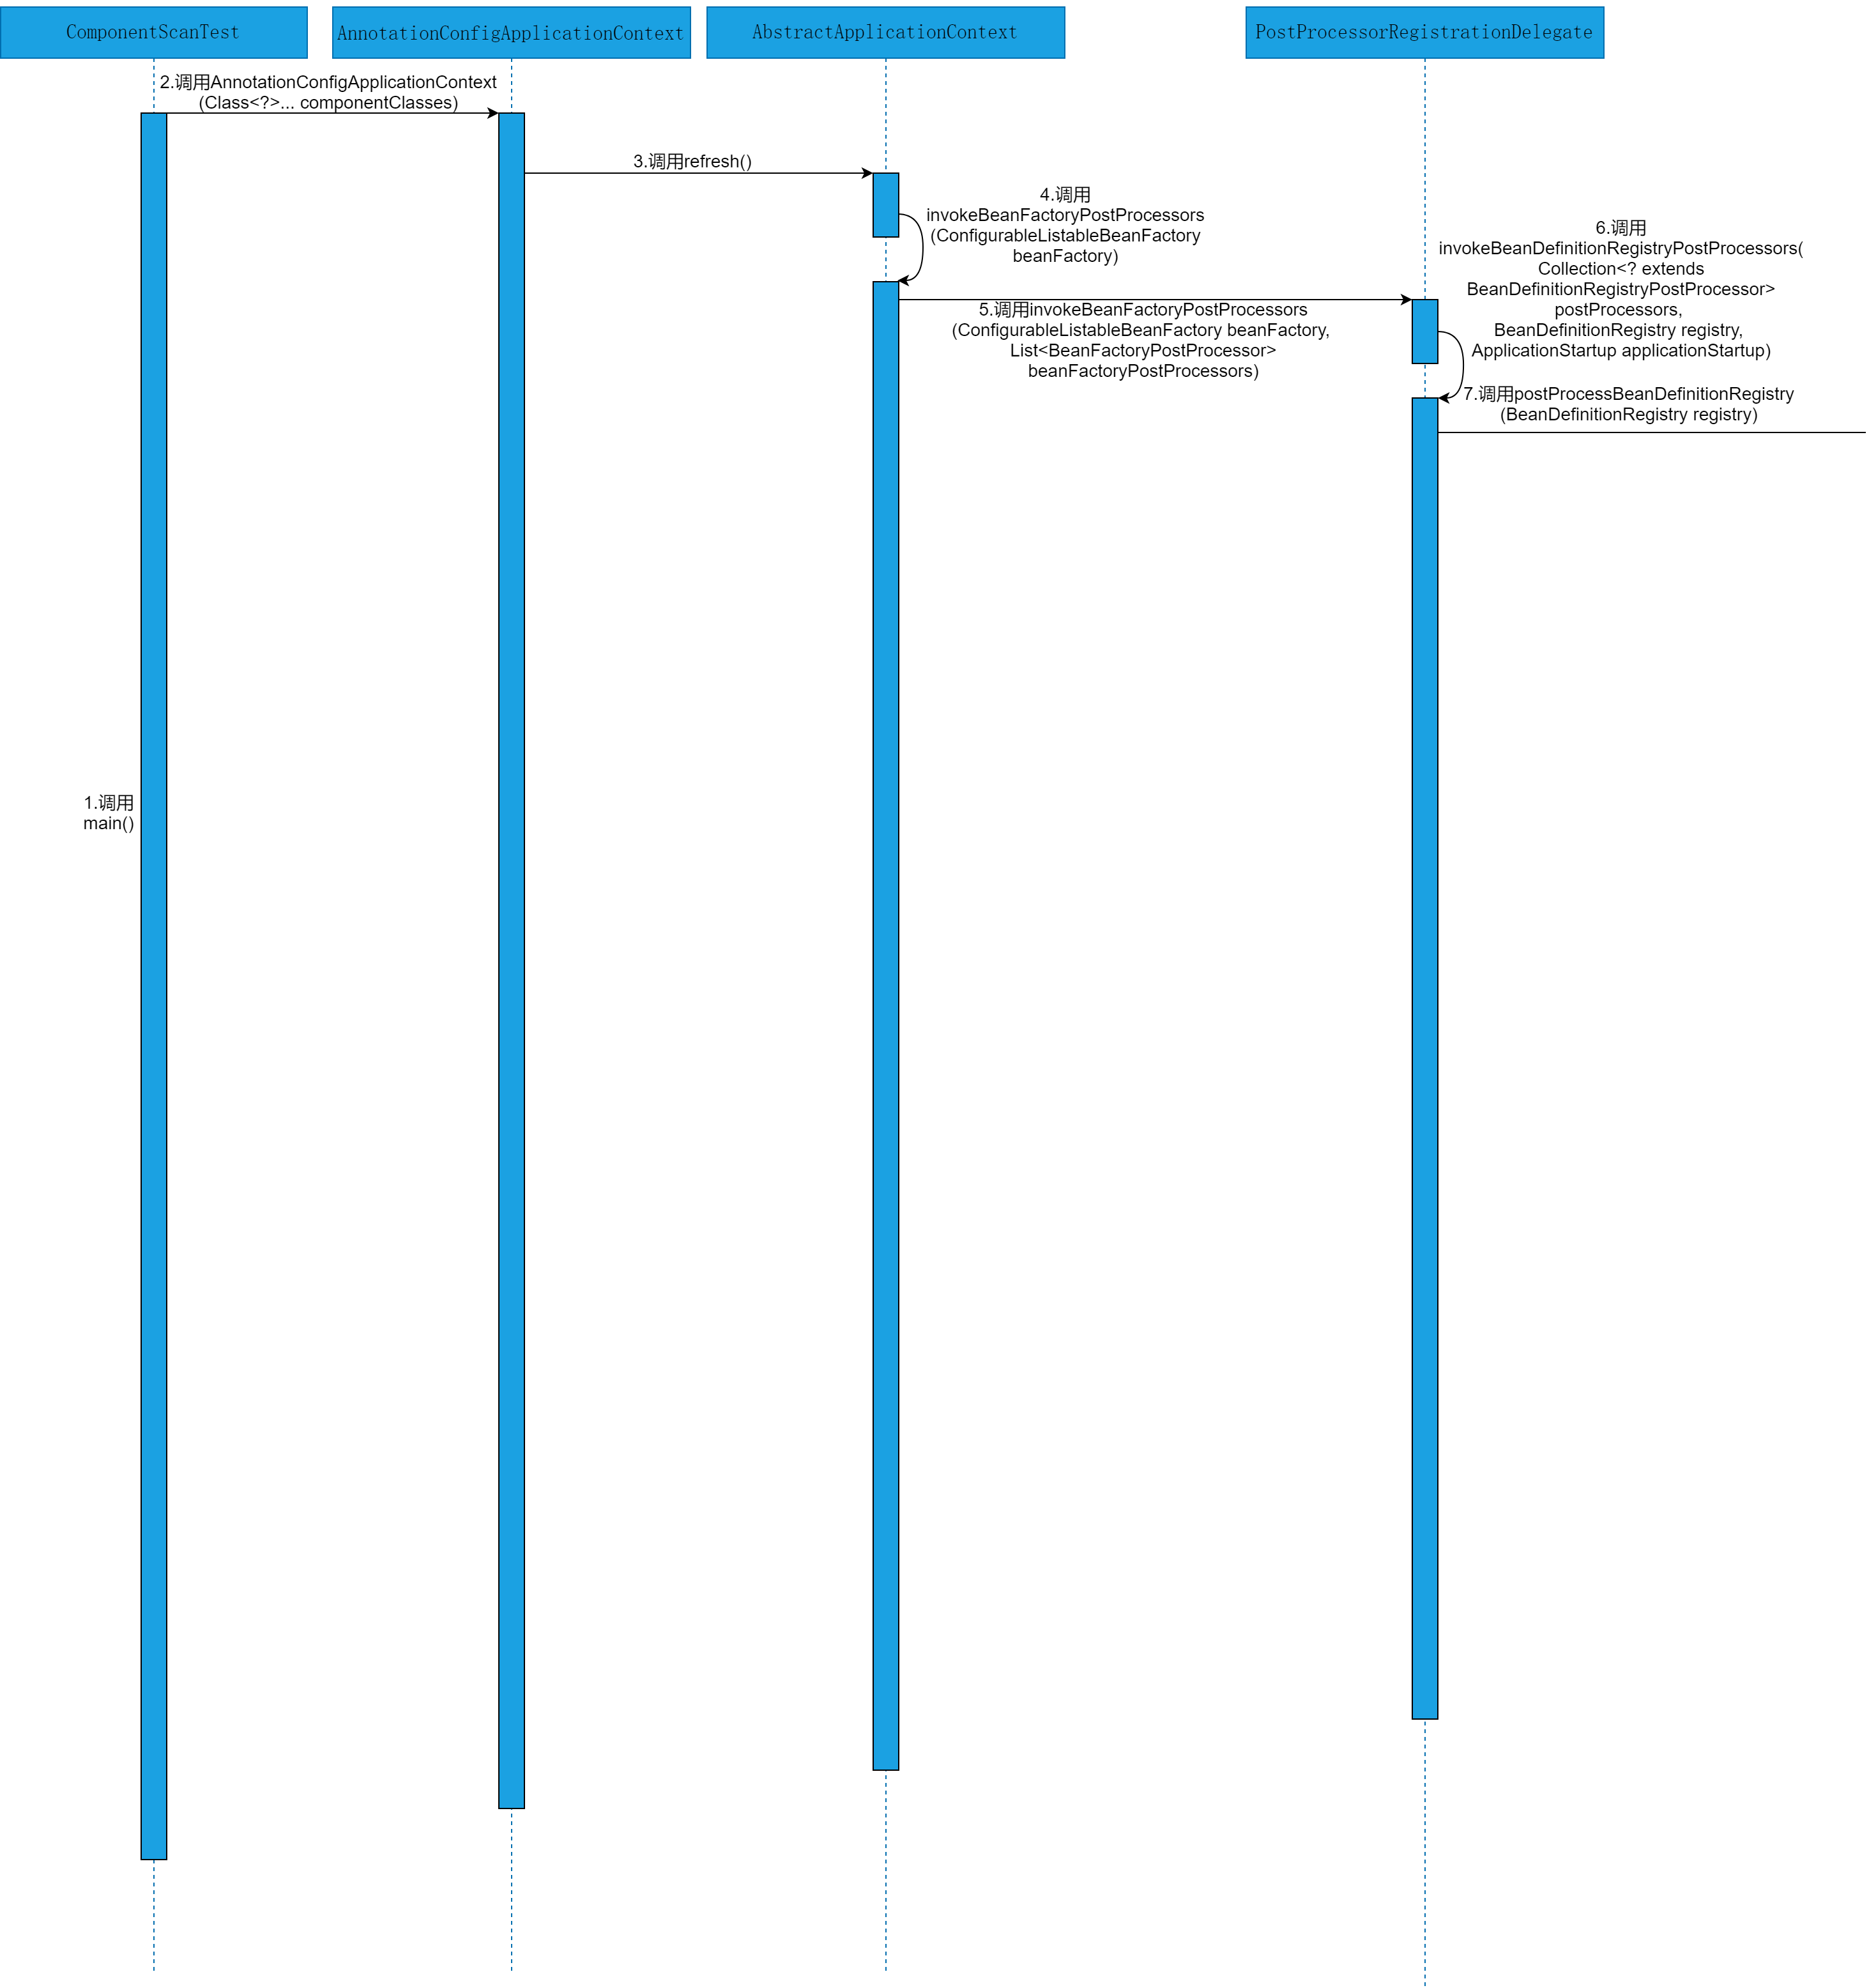 ComponentScanTest
AnnotationConfigApplicationContext
AbstractApplicationContext
PostProcessorRegistrationDelegate
2.调用AnnotationConfigApplicationContext
(Class<?>... componentClasses)
3.调用refresh()
4.调用
invokeBeanFactoryPostProcessors
(ConfigurableListableBeanFactory
beanFactory)
6.调用
invokeBeanDefinitionRegistryPostProcessors(
Collection<? extends
BeanDefinitionRegistryPostProcessor>
postProcessors,
BeanDefinitionRegistry registry,
ApplicationStartup applicationStartup)
5.调用invokeBeanFactoryPostProcessors
(ConfigurableListableBeanFactory beanFactory,
List<BeanFactoryPostProcessor>
beanFactoryPostProcessors)
7.调用postProcessBeanDefinitionRegistry
(BeanDefinitionRegistry registry)
1.调用
main()